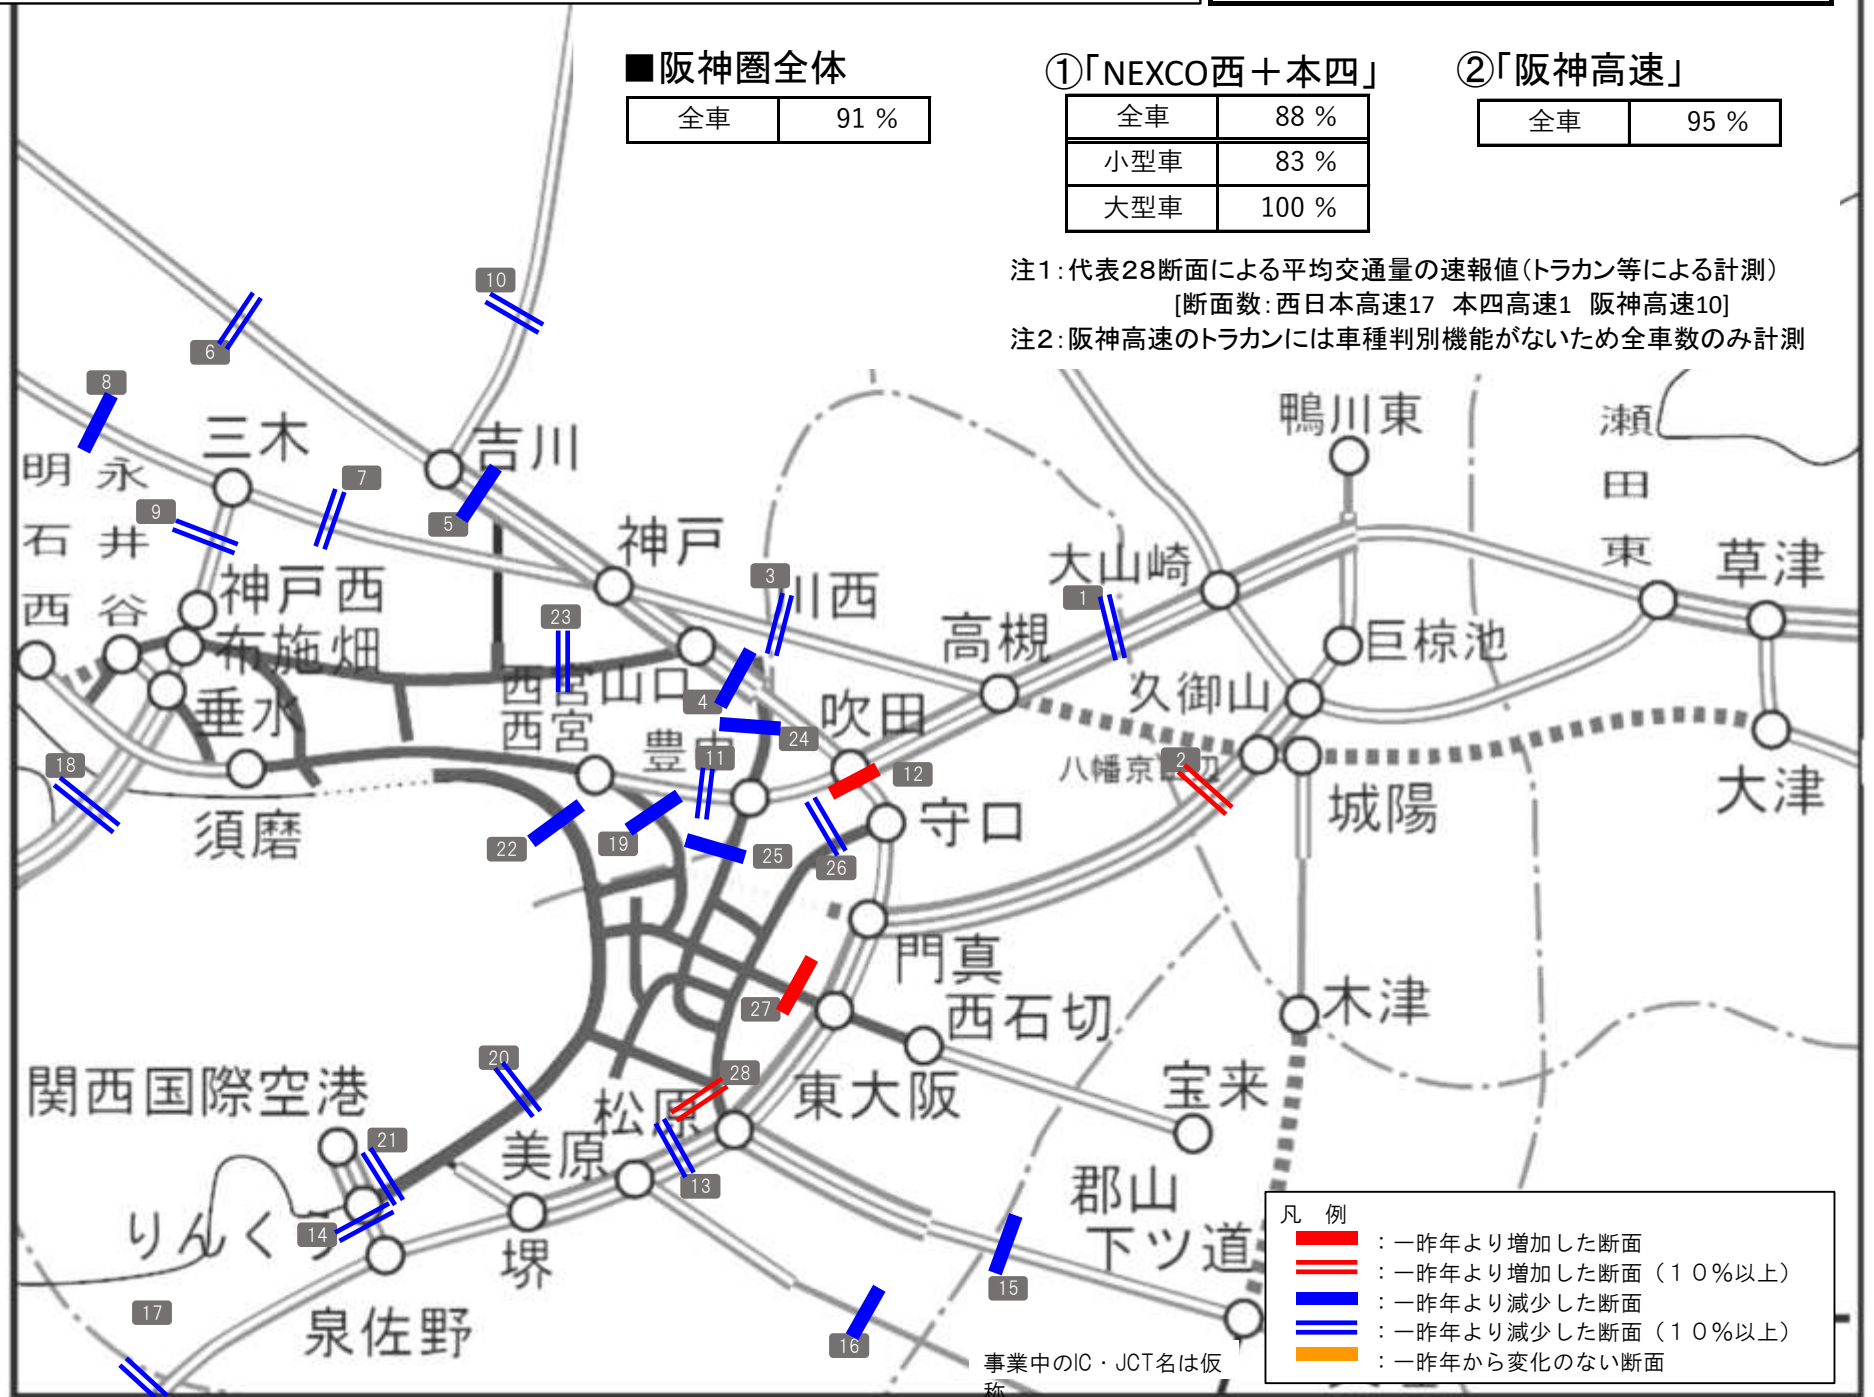 ■阪神圏全体
全車 91 %
①「NEXCO西＋本四」
全車 88 %
小型車 83 %
大型車 100 %
②「阪神高速」
全車 95 %
注１：代表２８断面による平均交通量の速報値（トラカン等による計測）
[断面数：西日本高速17 本四高速1 阪神高速10]
注２：阪神高速のトラカンには車種判別機能がないため全車数のみ計測
10
6
8
三木
吉川
鴨川東
瀬田東
明石西
永井谷
7
9
5
神戸
3
川西
大山崎
1
草津
神戸西
布施畑
23
高槻
巨椋池
西宮山口
4
久御山
垂水
西宮
吹田
24
豊中
11
18
12
八幡京田辺
2
大津
須磨
守口
城陽
22
19
25
26
門真
27
西石切
木津
20
関西国際空港
松原
28
東大阪
宝来
21
美原
13
郡山
下ツ道
りんくう
14
堺
15
17
泉佐野
16
事業中のIC・JCT名は仮
称
凡 例
：一昨年より増加した断面
：一昨年より増加した断面（１０％以上）
：一昨年より減少した断面
：一昨年より減少した断面（１０％以上）
：一昨年から変化のない断面